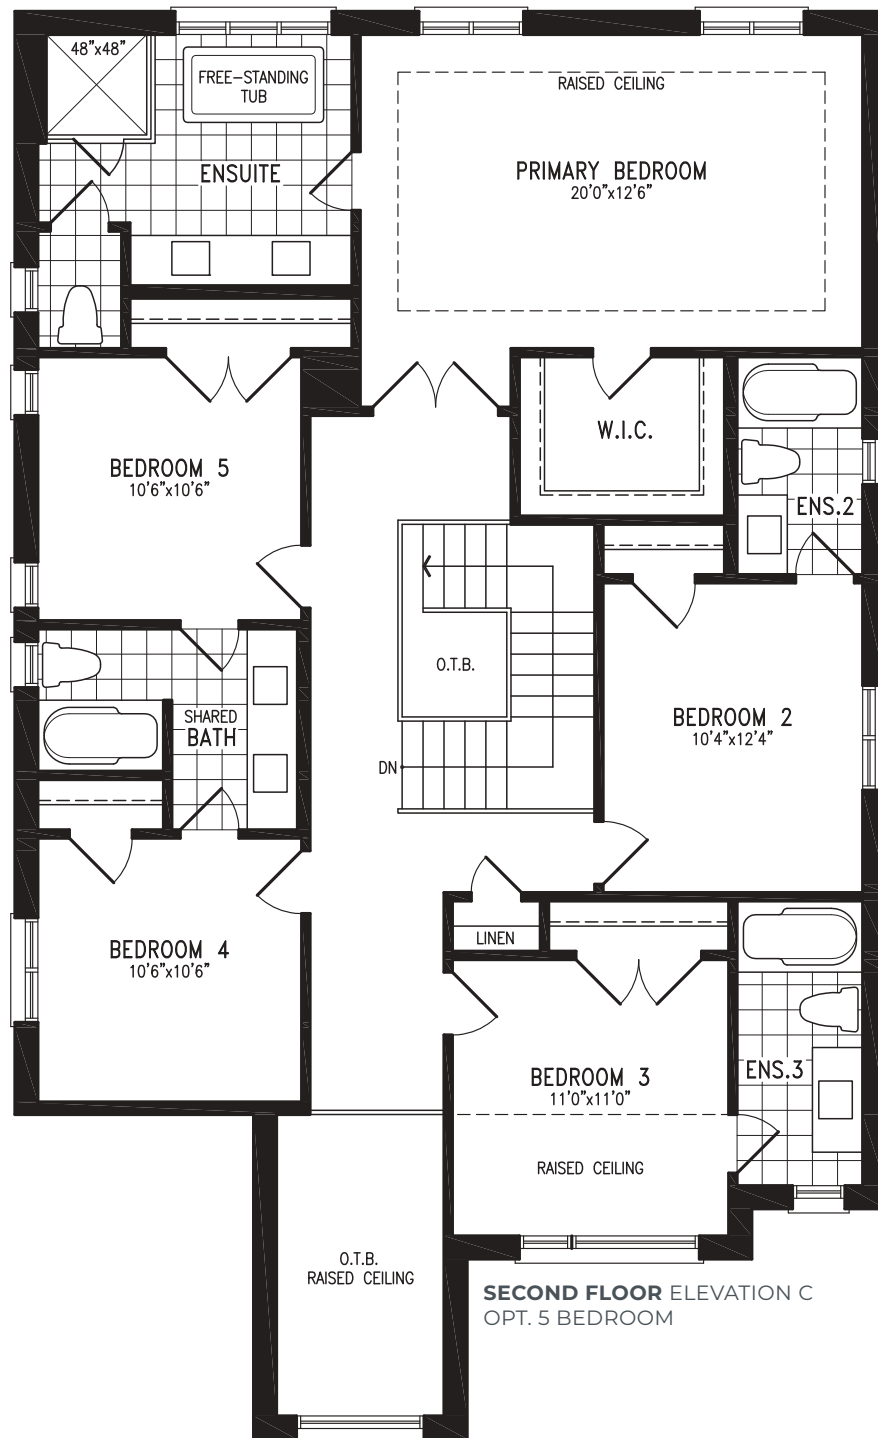 48"x48"
FREE-STANDING
TUB
ENSUITE
RAISED CEILING
PRIMARY BEDROOM
20'0"x12'6"
W.I.C.
BEDROOM 5
10'6"x10'6"
ENS.2
O.T.B.
SHARED
BATH
BEDROOM 2
10'4"x12'4"
DN
BEDROOM 4
10'6"x10'6"
LINEN
BEDROOM 3
11'0"x11'0"
ENS.3
RAISED CEILING
O.T.B.
RAISED CEILING
SECOND FLOOR ELEVATION C
OPT. 5 BEDROOM